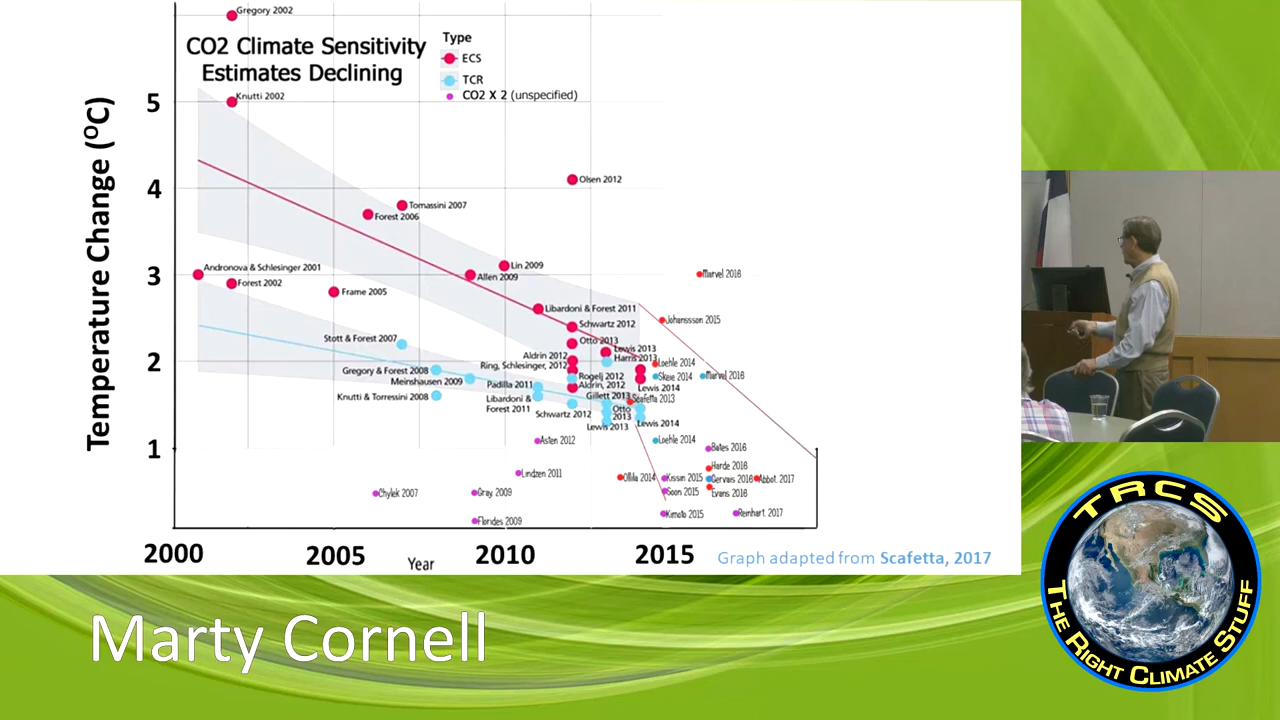 Gregory 2002
CO2 Climate Sensitivity
Estimates Declining
Type
ECS
TCR
CO2 X 2 (unspecified)
Temperature Change (ºC)
5
4
3
2
1
Knutti 2002
Olsen 2012
Tomassini 2007
Forest 2006
Lin 2009
Andronova & Schlesinger 2001
Allen 2009
Marvel 2016
Forest 2002
Frame 2005
Libardoni & Forest 2011
Johanssson 2015
Schwartz 2012
Stott & Forest 2007
Otto 2013
Lewis 2013
Aldrin 2012
Harris 2013
Loehle 2014
Ring, Schlesinger, 2012
Gregory & Forest 2008
Rogelj 2012
Skeie 2014
Marvel 2016
Meinshausen 2009
Padilla 2011
Aldrin, 2012
Lewis 2014
Knutti & Torressini 2008
Libardoni &
Forest 2011
Gillett 2013
Scafetta 2013
Schwartz 2012
Otto
2013
Lewis 2013
Lewis 2014
Asten 2012
Loehle 2014
Bates 2016
Lindzen 2011
Harde 2016
Ollila 2014
Kissin 2015
Gervais 2016
Abbot. 2017
Chylek 2007
Gray. 2009
Soon 2015
Evans 2016
Florides 2009
Kimoto 2015
Reinhart. 2017
2000
2005
2010
2015
Year
Graph adapted from Scafetta, 2017
Marty Cornell
TRCS
THE RIGHT CLIMATE STUFF